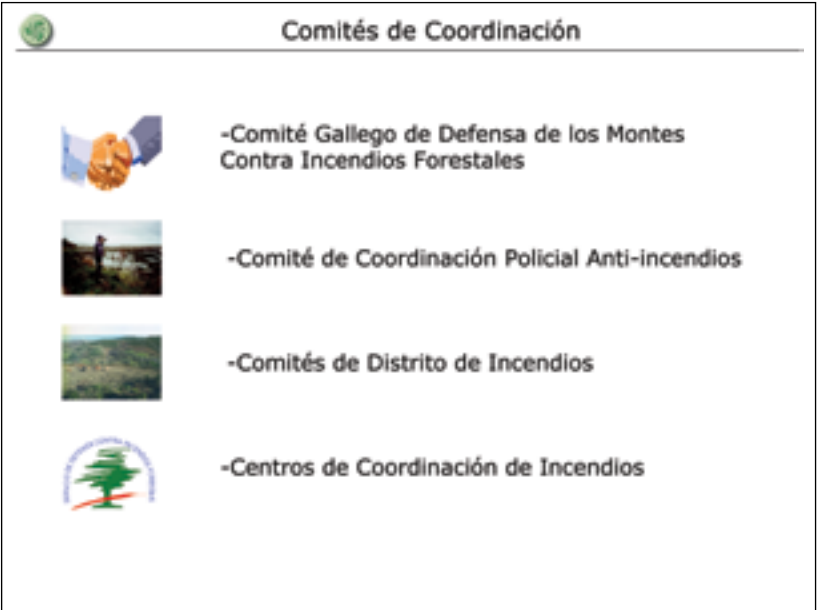 Comités de Coordinación
-Comité Gallego de Defensa de los Montes
Contra Incendios Forestales
-Comité de Coordinación Policial Anti-incendios
-Comités de Distrito de Incendios
-Centros de Coordinación de Incendios